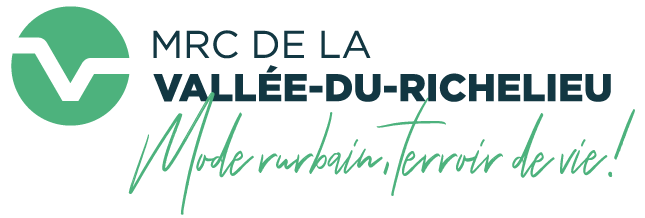 MRC DE LA
VALLÉE-DU-RICHELIEU
Mode rurbain, terroir de vie!